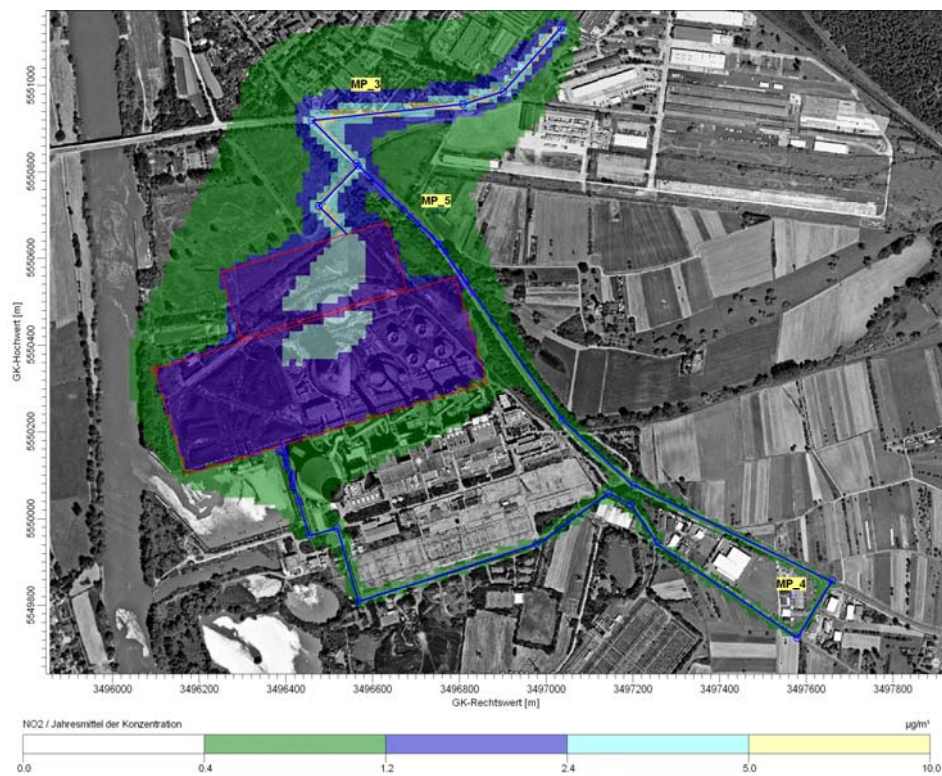 5551000
5550800
5550600
5550400
5550200
5550000
5549800
GK-Hochwert [m]
MP_3
MP_5
MP_4
3496000 3496200 3496400 3496600 3496800 3497000 3497200 3497400 3497600 3497800
GK-Rechtswert [m]
NO2 / Jahresmittel der Konzentration µg/m³
0.0 0.4 1.2 2.4 5.0 10.0